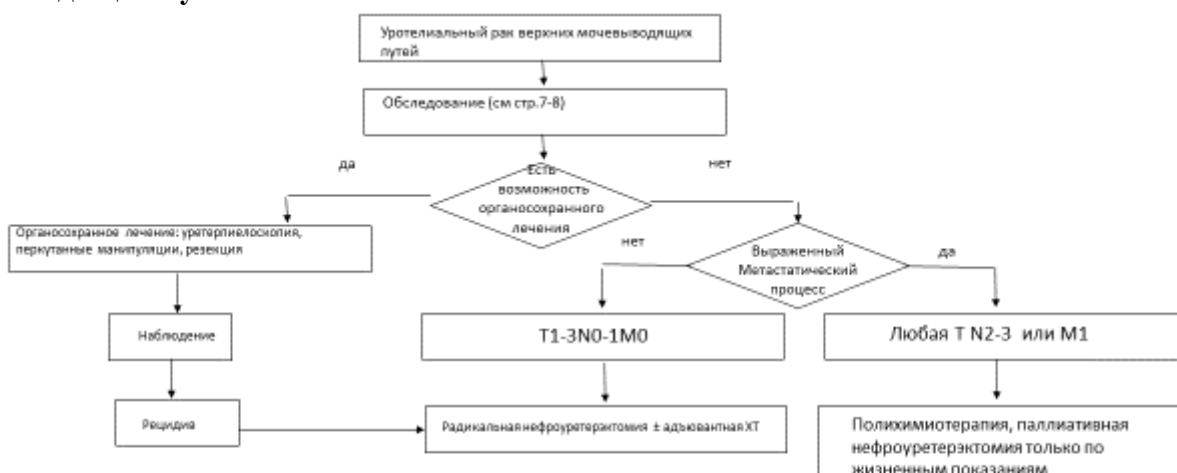 Уротелиальный рак верхних мочевыводящих
путей
Обследование (см стр.7-8)
да
нет
Есть
возможность
органосохранного
лечения
Органосохранное лечение: уретерпиелоскопия,
перкутанные манипуляции, резекция
нет
да
Выраженный
Метастатический
процесс
Наблюдение
T1-3N0-1M0
Любая T N2-3 или M1
Рецидив
Радикальная нефроуретерэктомия ± адъювантная ХТ
Полихимиотерапия, паллиативная
нефроуретерэктомия только по
жизненным показаниям